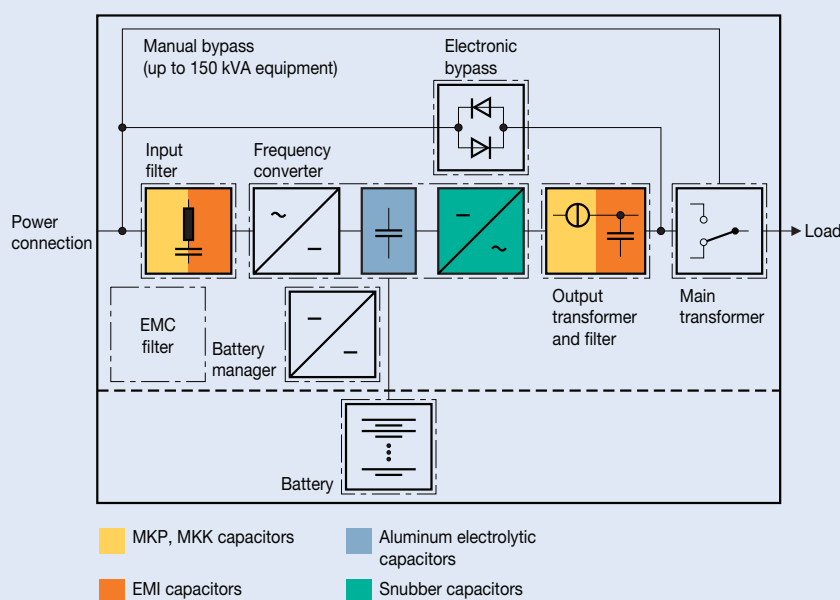 Manual bypass
(up to 150 kVA equipment)
Electronic
bypass
Input
filter
Frequency
converter
Power
connection
Load
EMC
filter
Battery
manager
Output
transformer
and filter
Main
transformer
Battery
MKP, MKK capacitors
Aluminum electrolytic
capacitors
EMI capacitors
Snubber capacitors